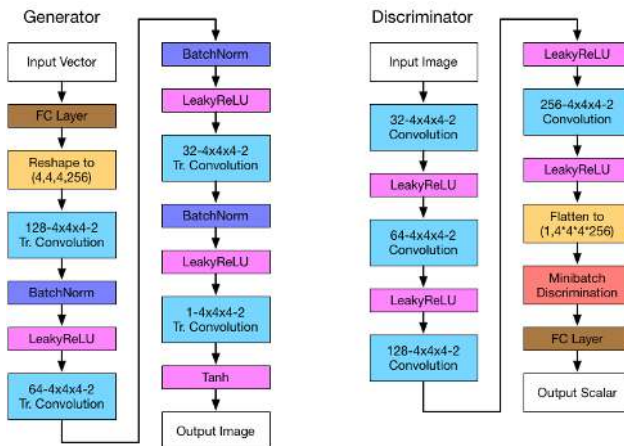 Generator
Input Vector
FC Layer
Reshape to
(4,4,4,256)
128-4x4x4-2
Tr. Convolution
BatchNorm
LeakyReLU
64-4x4x4-2
Tr. Convolution
BatchNorm
LeakyReLU
32-4x4x4-2
Tr. Convolution
BatchNorm
LeakyReLU
1-4x4x4-2
Tr. Convolution
Tanh
Output Image
Discriminator
Input Image
32-4x4x4-2
Convolution
LeakyReLU
64-4x4x4-2
Convolution
LeakyReLU
128-4x4x4-2
Convolution
LeakyReLU
256-4x4x4-2
Convolution
LeakyReLU
Flatten to
(1,4*4*4*256)
Minibatch
Discrimination
FC Layer
Output Scalar